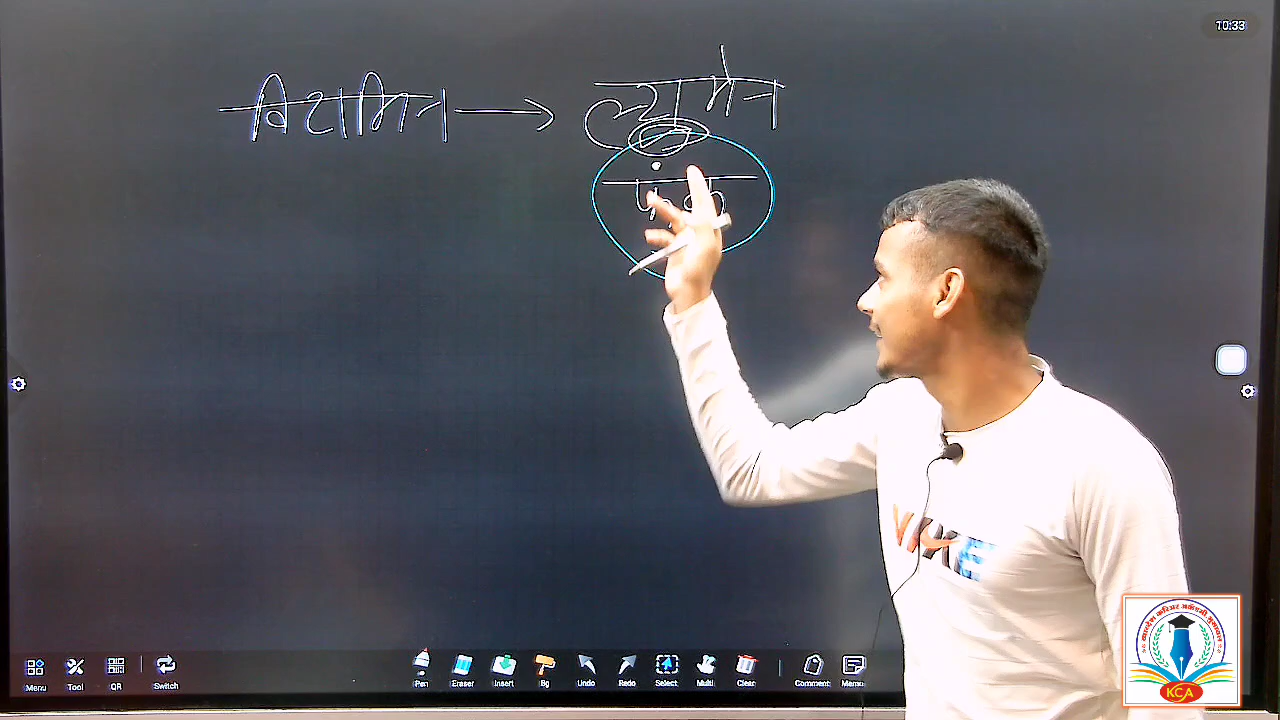 10:33
विटामिन → ल्युमेन
Menu Tool QR Switch Pen Eraser Insert Bg Undo Redo Select Multi Clear Comment Menu
KCA